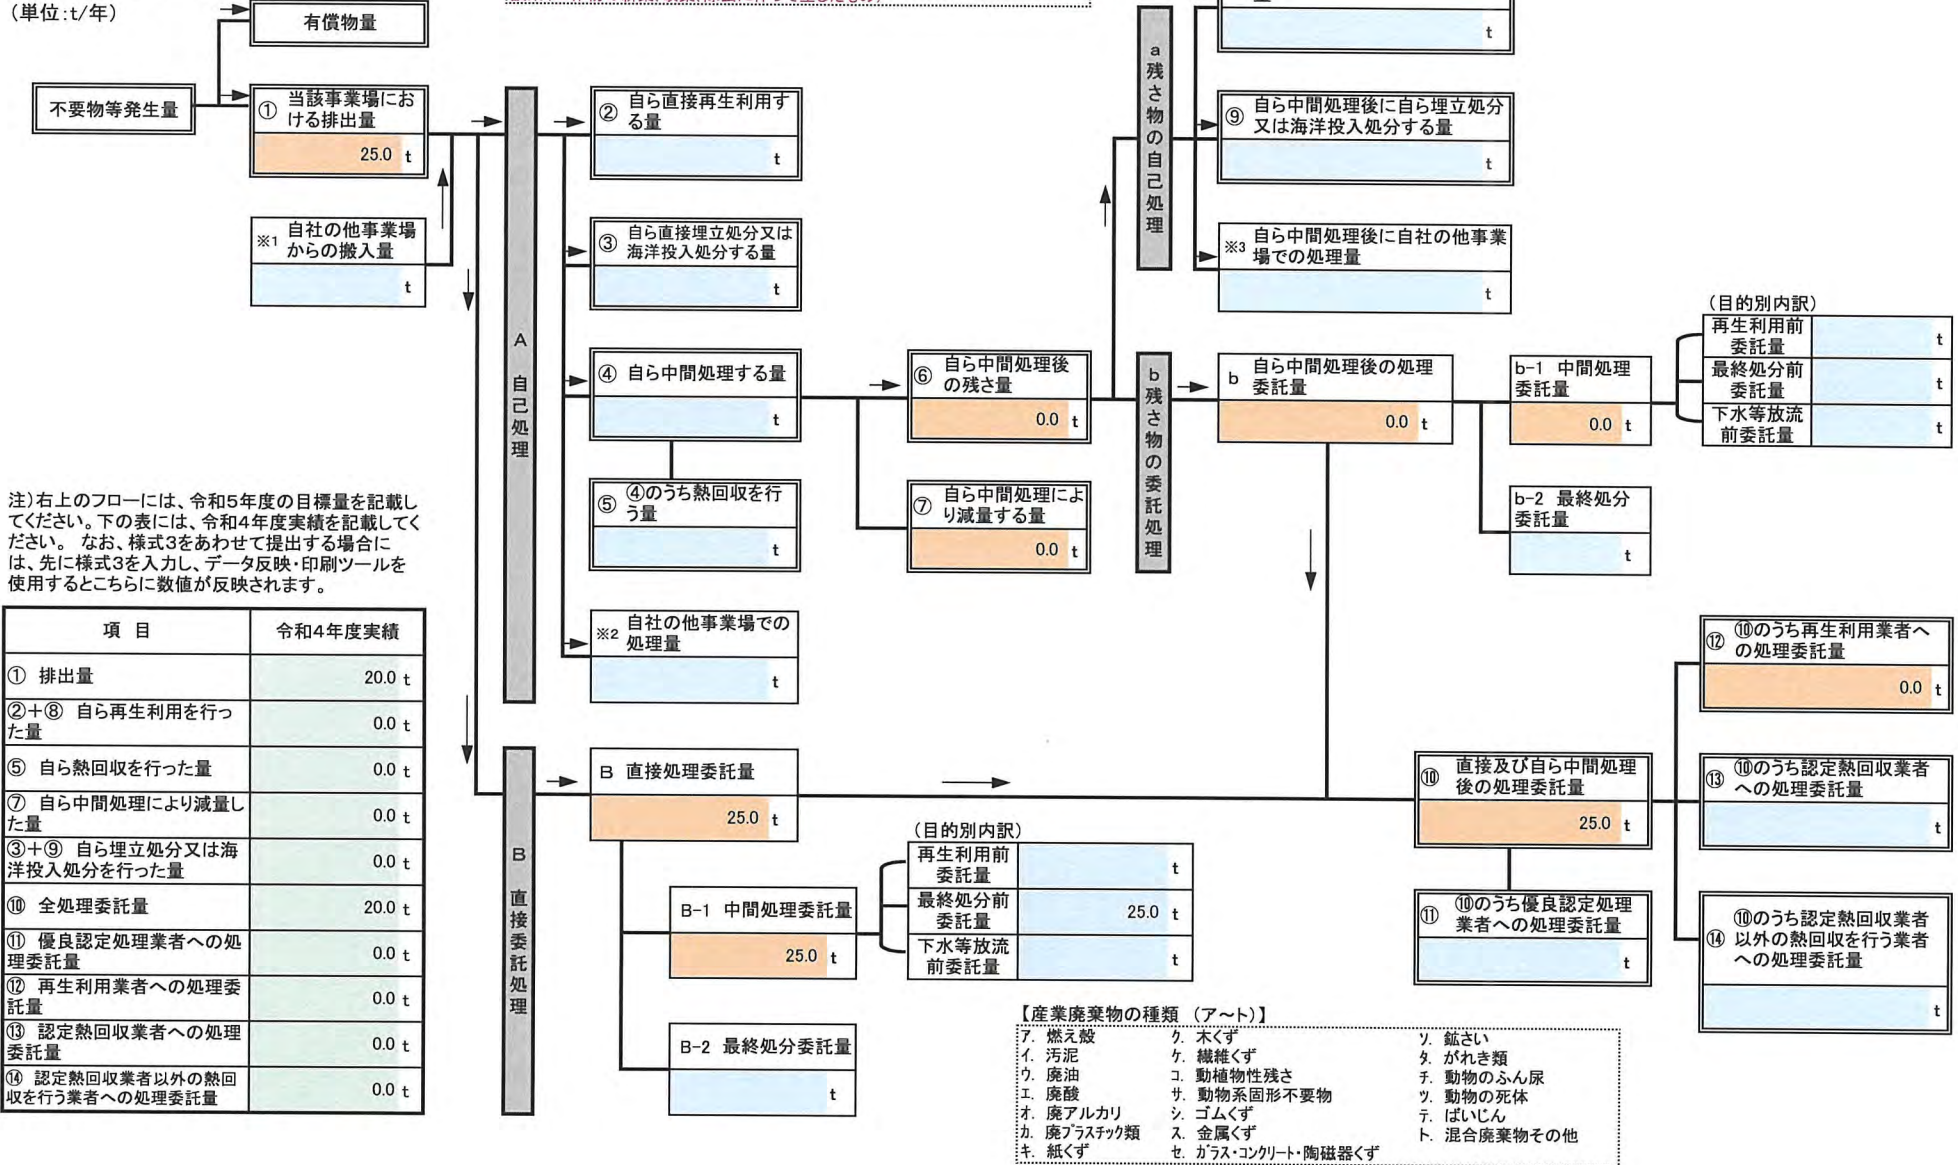 (単位:t/年)
有償物量
不要物等発生量
① 当該事業場にお
ける排出量
25.0 t
※1 自社の他事業場
からの搬入量
t
A 自己処理
② 自ら直接再生利用す
る量
t
③ 自ら直接埋立処分又は
海洋投入処分する量
t
④ 自ら中間処理する量
t
⑤ ④のうち熱回収を行
う量
t
※2 自社の他事業場での
処理量
t
⑥ 自ら中間処理後
の残さ量
0.0 t
⑦ 自ら中間処理によ
り減量する量
0.0 t
a 残さ物の自己処理
t
⑨ 自ら中間処理後に自ら埋立処分
又は海洋投入処分する量
t
※3 自ら中間処理後に自社の他事業
場での処理量
t
b 残さ物の委託処理
b 自ら中間処理後の処理
委託量
0.0 t
b-1 中間処理
委託量
0.0 t
(目的別内訳)
再生利用前
委託量 t
最終処分前
委託量 t
下水等放流
前委託量 t
b-2 最終処分
委託量
t
注)右上のフローには、令和5年度の目標量を記載し
てください。下の表には、令和4年度実績を記載してく
ださい。 なお、様式3をあわせて提出する場合に
は、先に様式3を入力し、データ反映・印刷ツールを
使用するとこちらに数値が反映されます。
項 目 令和4年度実績
① 排出量 20.0 t
②+⑧ 自ら再生利用を行っ
た量 0.0 t
⑤ 自ら熱回収を行った量 0.0 t
⑦ 自ら中間処理により減量し
た量 0.0 t
③+⑨ 自ら埋立処分又は海
洋投入処分を行った量 0.0 t
⑩ 全処理委託量 20.0 t
⑪ 優良認定処理業者への処
理委託量 0.0 t
⑫ 再生利用業者への処理委
託量 0.0 t
⑬ 認定熱回収業者への処理
委託量 0.0 t
⑭ 認定熱回収業者以外の熱回
収を行う業者への処理委託量 0.0 t
B 直接委託処理
B 直接処理委託量
25.0 t
B-1 中間処理委託量
25.0 t
(目的別内訳)
再生利用前
委託量 t
最終処分前
委託量 25.0 t
下水等放流
前委託量 t
B-2 最終処分委託量
t
⑩ 直接及び自ら中間処理
後の処理委託量
25.0 t
⑪ ⑩のうち優良認定処理
業者への処理委託量
t
⑫ ⑩のうち再生利用業者へ
の処理委託量
0.0 t
⑬ ⑩のうち認定熱回収業者
への処理委託量
t
⑭ ⑩のうち認定熱回収業者
以外の熱回収を行う業者
への処理委託量
t
【産業廃棄物の種類 (ア～ト)】
ア. 燃え殻 ク. 木くず ソ. 鉱さい
イ. 汚泥 ケ. 繊維くず タ. がれき類
ウ. 廃油 コ. 動植物性残さ チ. 動物のふん尿
エ. 廃酸 サ. 動物系固形不要物 ツ. 動物の死体
オ. 廃アルカリ シ. ゴムくず テ. ばいじん
カ. 廃プラスチック類 ス. 金属くず ト. 混合廃棄物その他
キ. 紙くず セ. ガラス・コンクリート・陶磁器くず